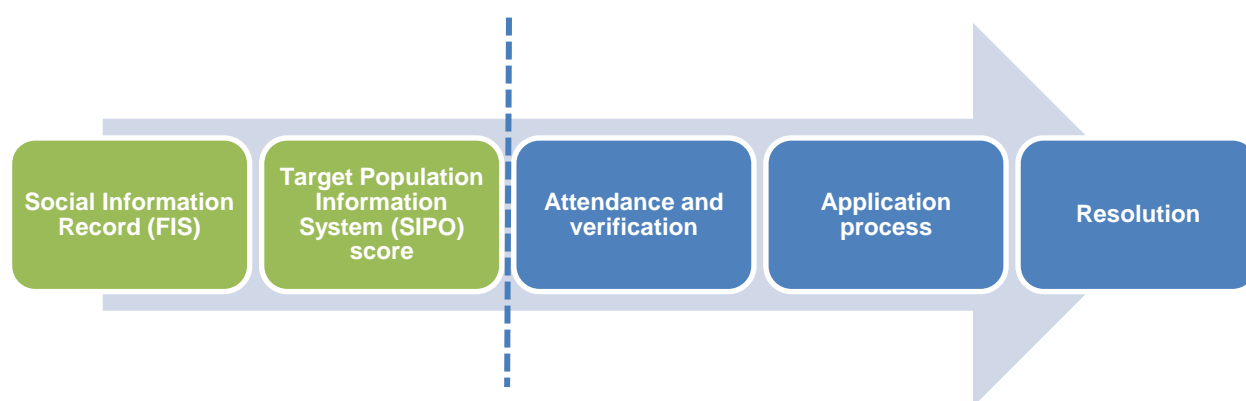 Social Information
Record (FIS)
Target Population
Information
System (SIPO)
score
Attendance and
verification
Application
process
Resolution